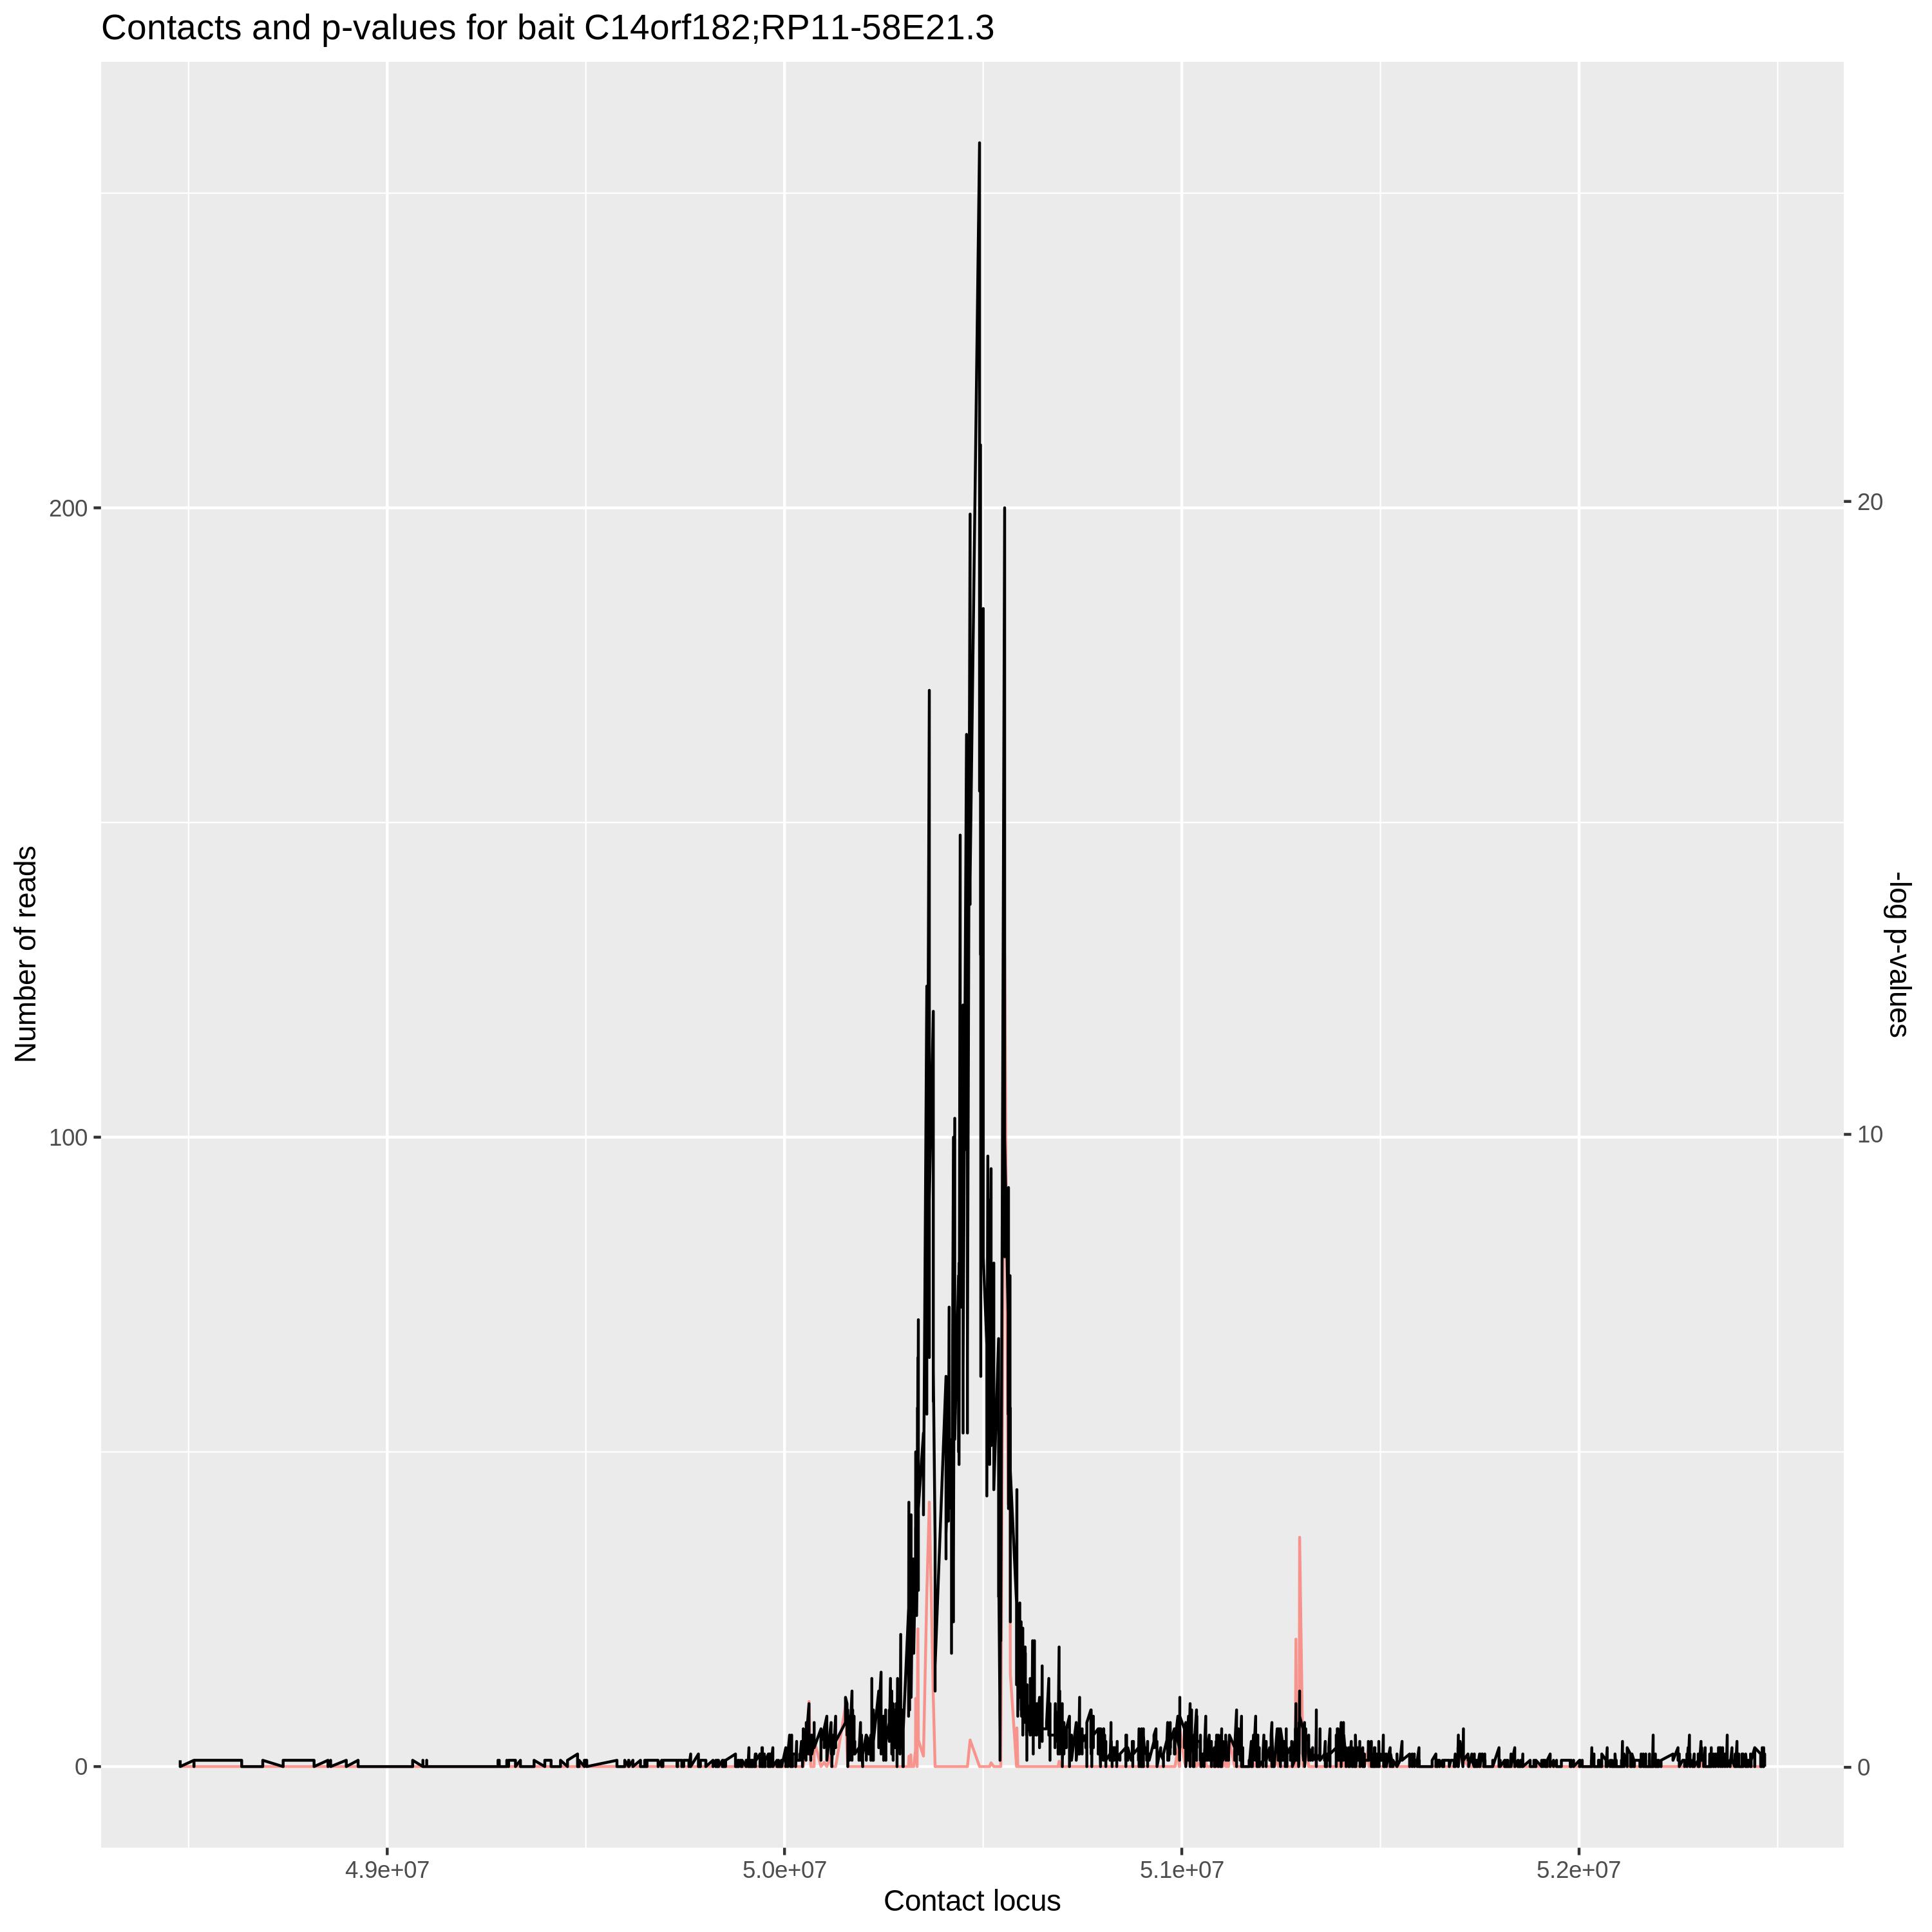 Contacts and p-values for bait C14orf182;RP11-58E21.3
Number of reads
200
100
0
20
10
0
-log p-values
4.9e+07
5.0e+07
5.1e+07
5.2e+07
Contact locus